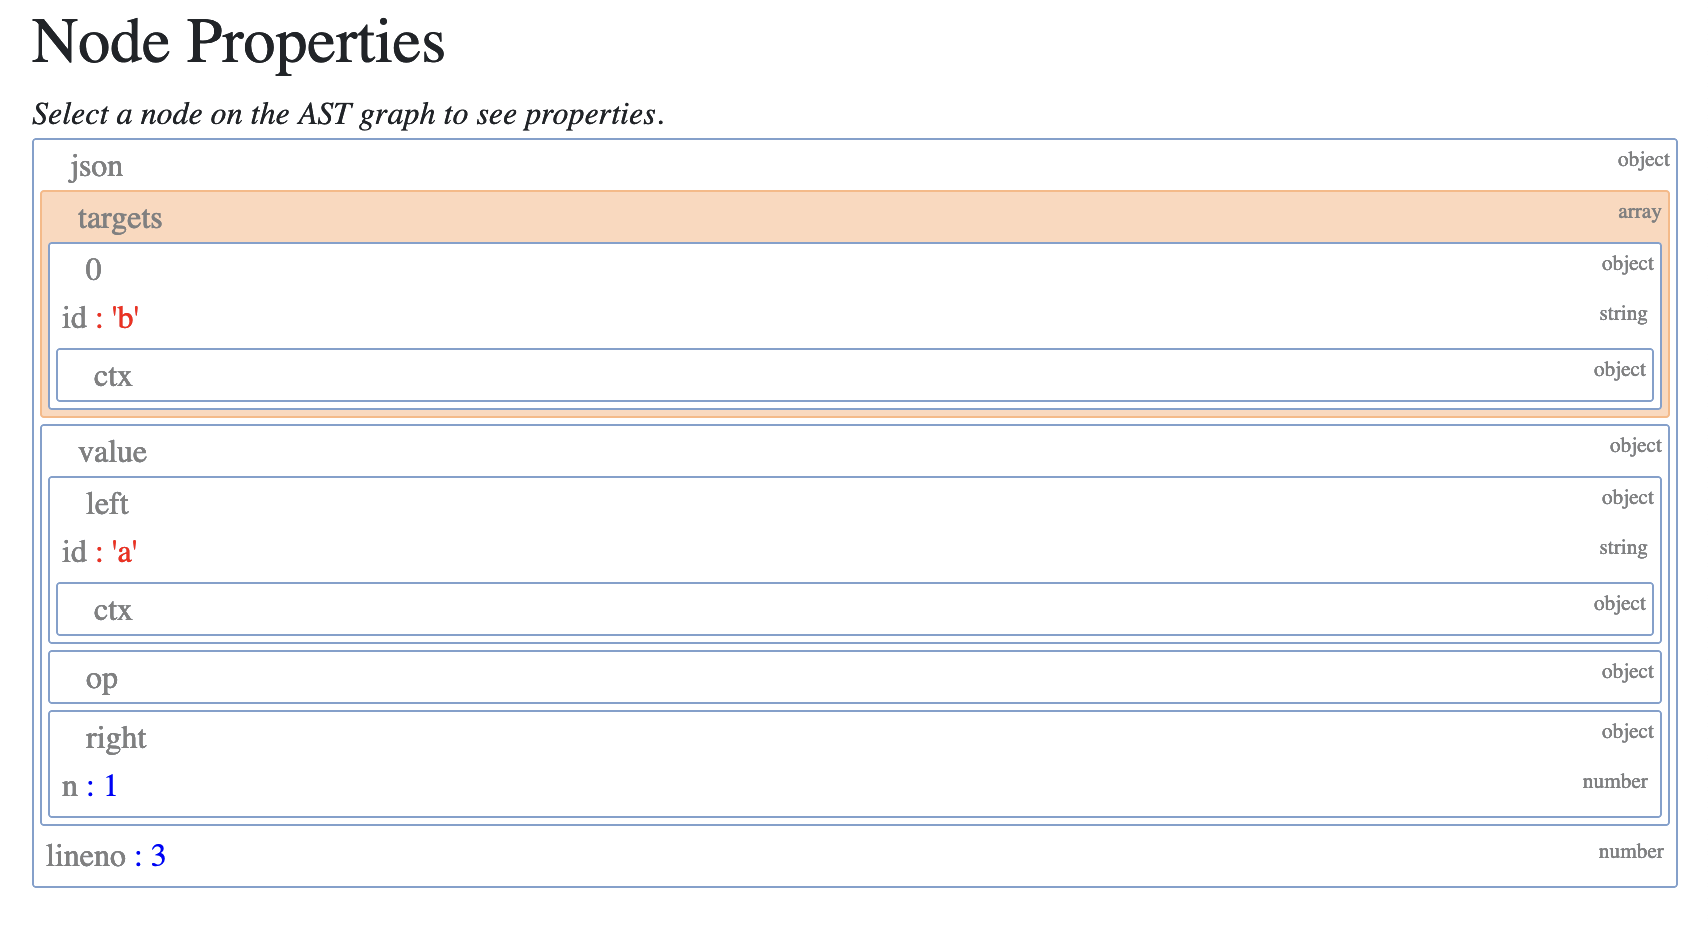 Node Properties
Select a node on the AST graph to see properties.
json object
targets array
0 object
id : 'b' string
ctx object
value object
left object
id : 'a' string
ctx object
op object
right object
n : 1 number
lineno : 3 number